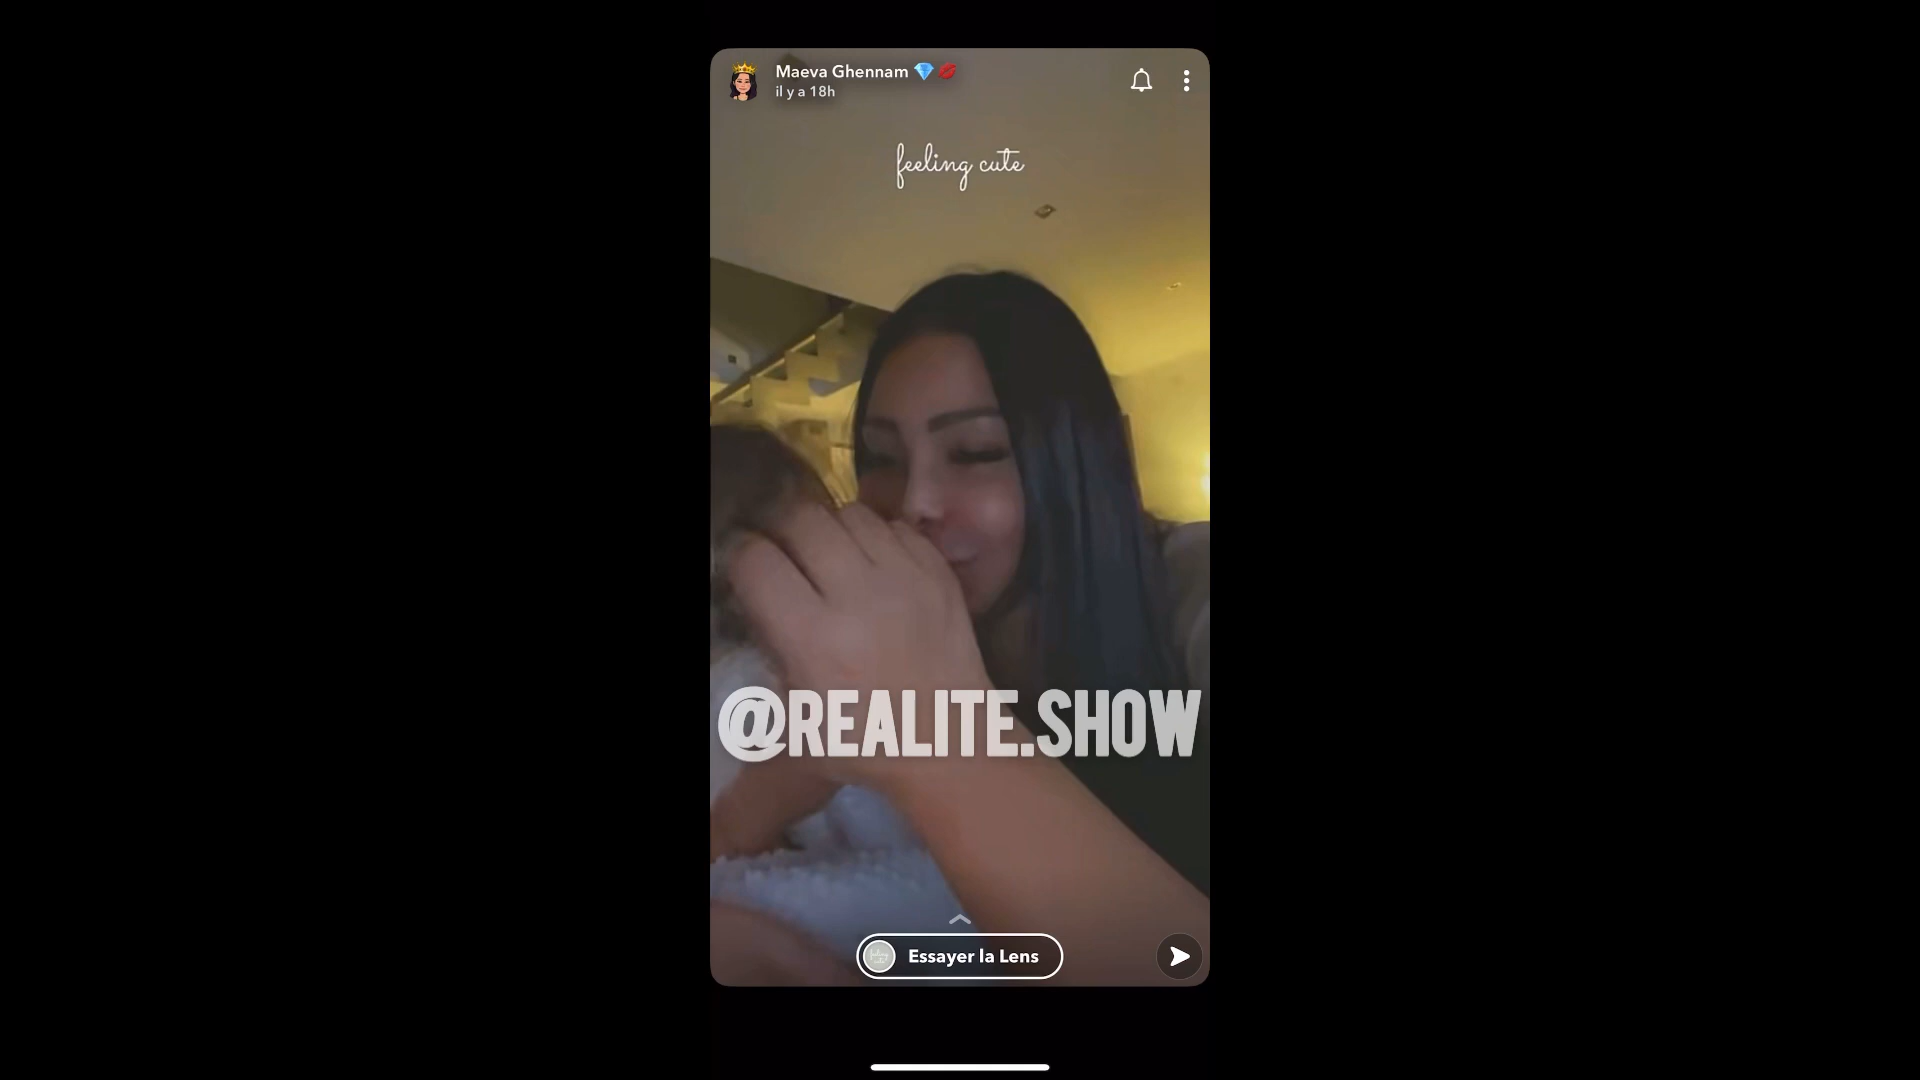 Maeva Ghennam 💎💋
il y a 18h
feeling cute
@REALITE.SHOW
Essayer la Lens